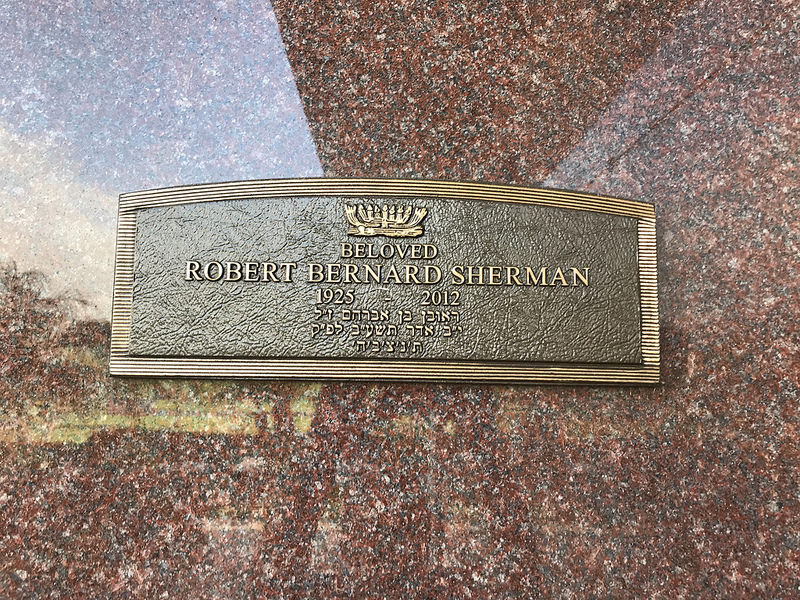 BELOVED
ROBERT BERNARD SHERMAN
1925 - 2012
ראובן בן אברהם ז״ל
י״ב אדר תשע״ב לפ״ק
ת׳נ׳צ׳ב׳ה׳